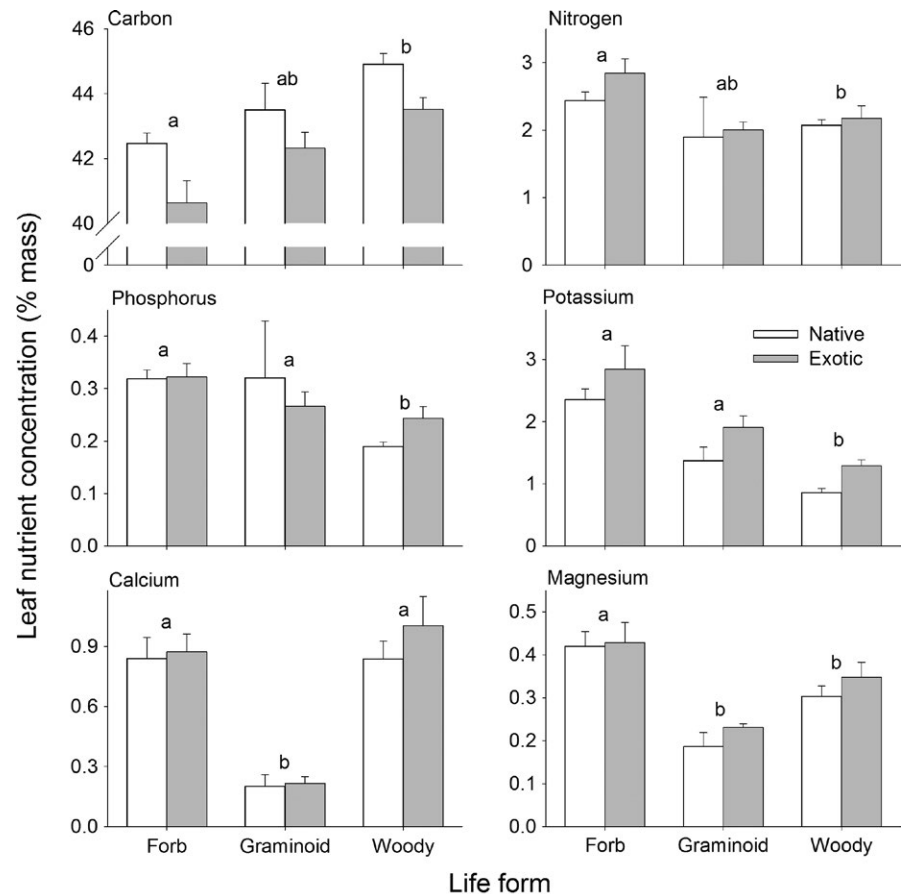 Leaf nutrient concentration (% mass)
Carbon
46
44
42
40
0
a
ab
b
Nitrogen
3
2
1
0
a
ab
b
Phosphorus
0.4
0.3
0.2
0.1
0.0
a
a
b
Potassium
3
2
1
0
a
a
b
Native
Exotic
Calcium
0.9
0.6
0.3
0.0
a
b
a
Forb Graminoid Woody
Magnesium
0.5
0.4
0.3
0.2
0.1
0.0
a
b
b
Forb Graminoid Woody
Life form